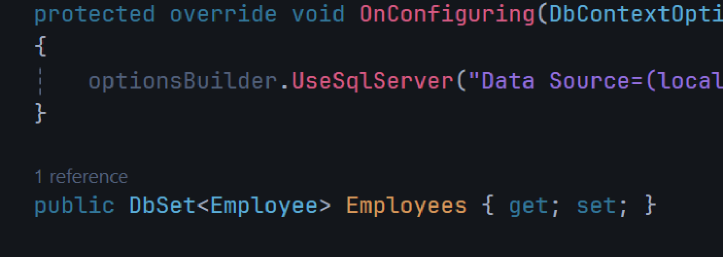 protected override void OnConfiguring(DbContextOpti
{
optionsBuilder.UseSqlServer("Data Source=(local
}
1 reference
public DbSet<Employee> Employees { get; set; }